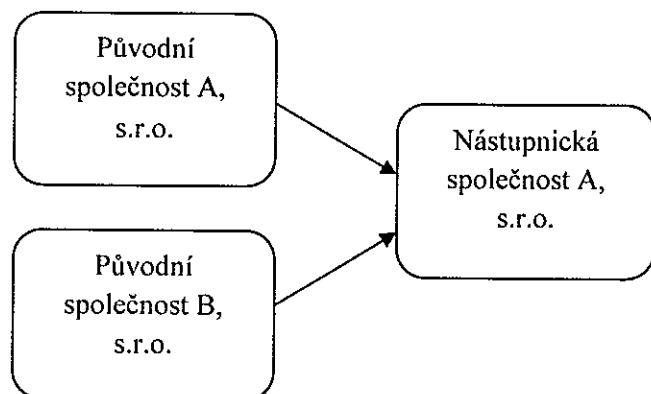 Původní
společnost A,
s.r.o.
Nástupnická
společnost A,
s.r.o.
Původní
společnost B,
s.r.o.